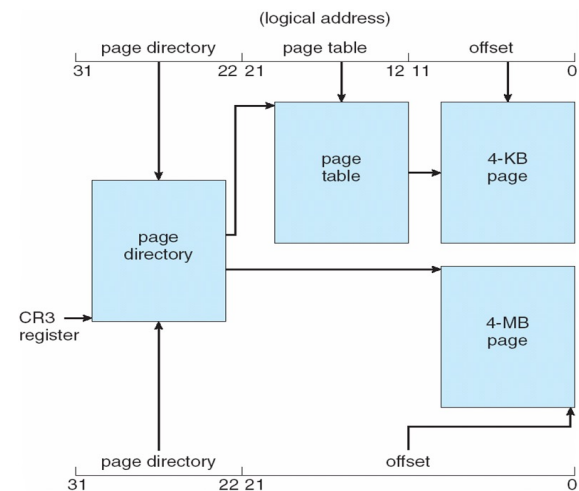 (logical address)
page directory page table offset
31 22 21 12 11 0
page
table
4-KB
page
page
directory
CR3
register
4-MB
page
page directory offset
31 22 21 0